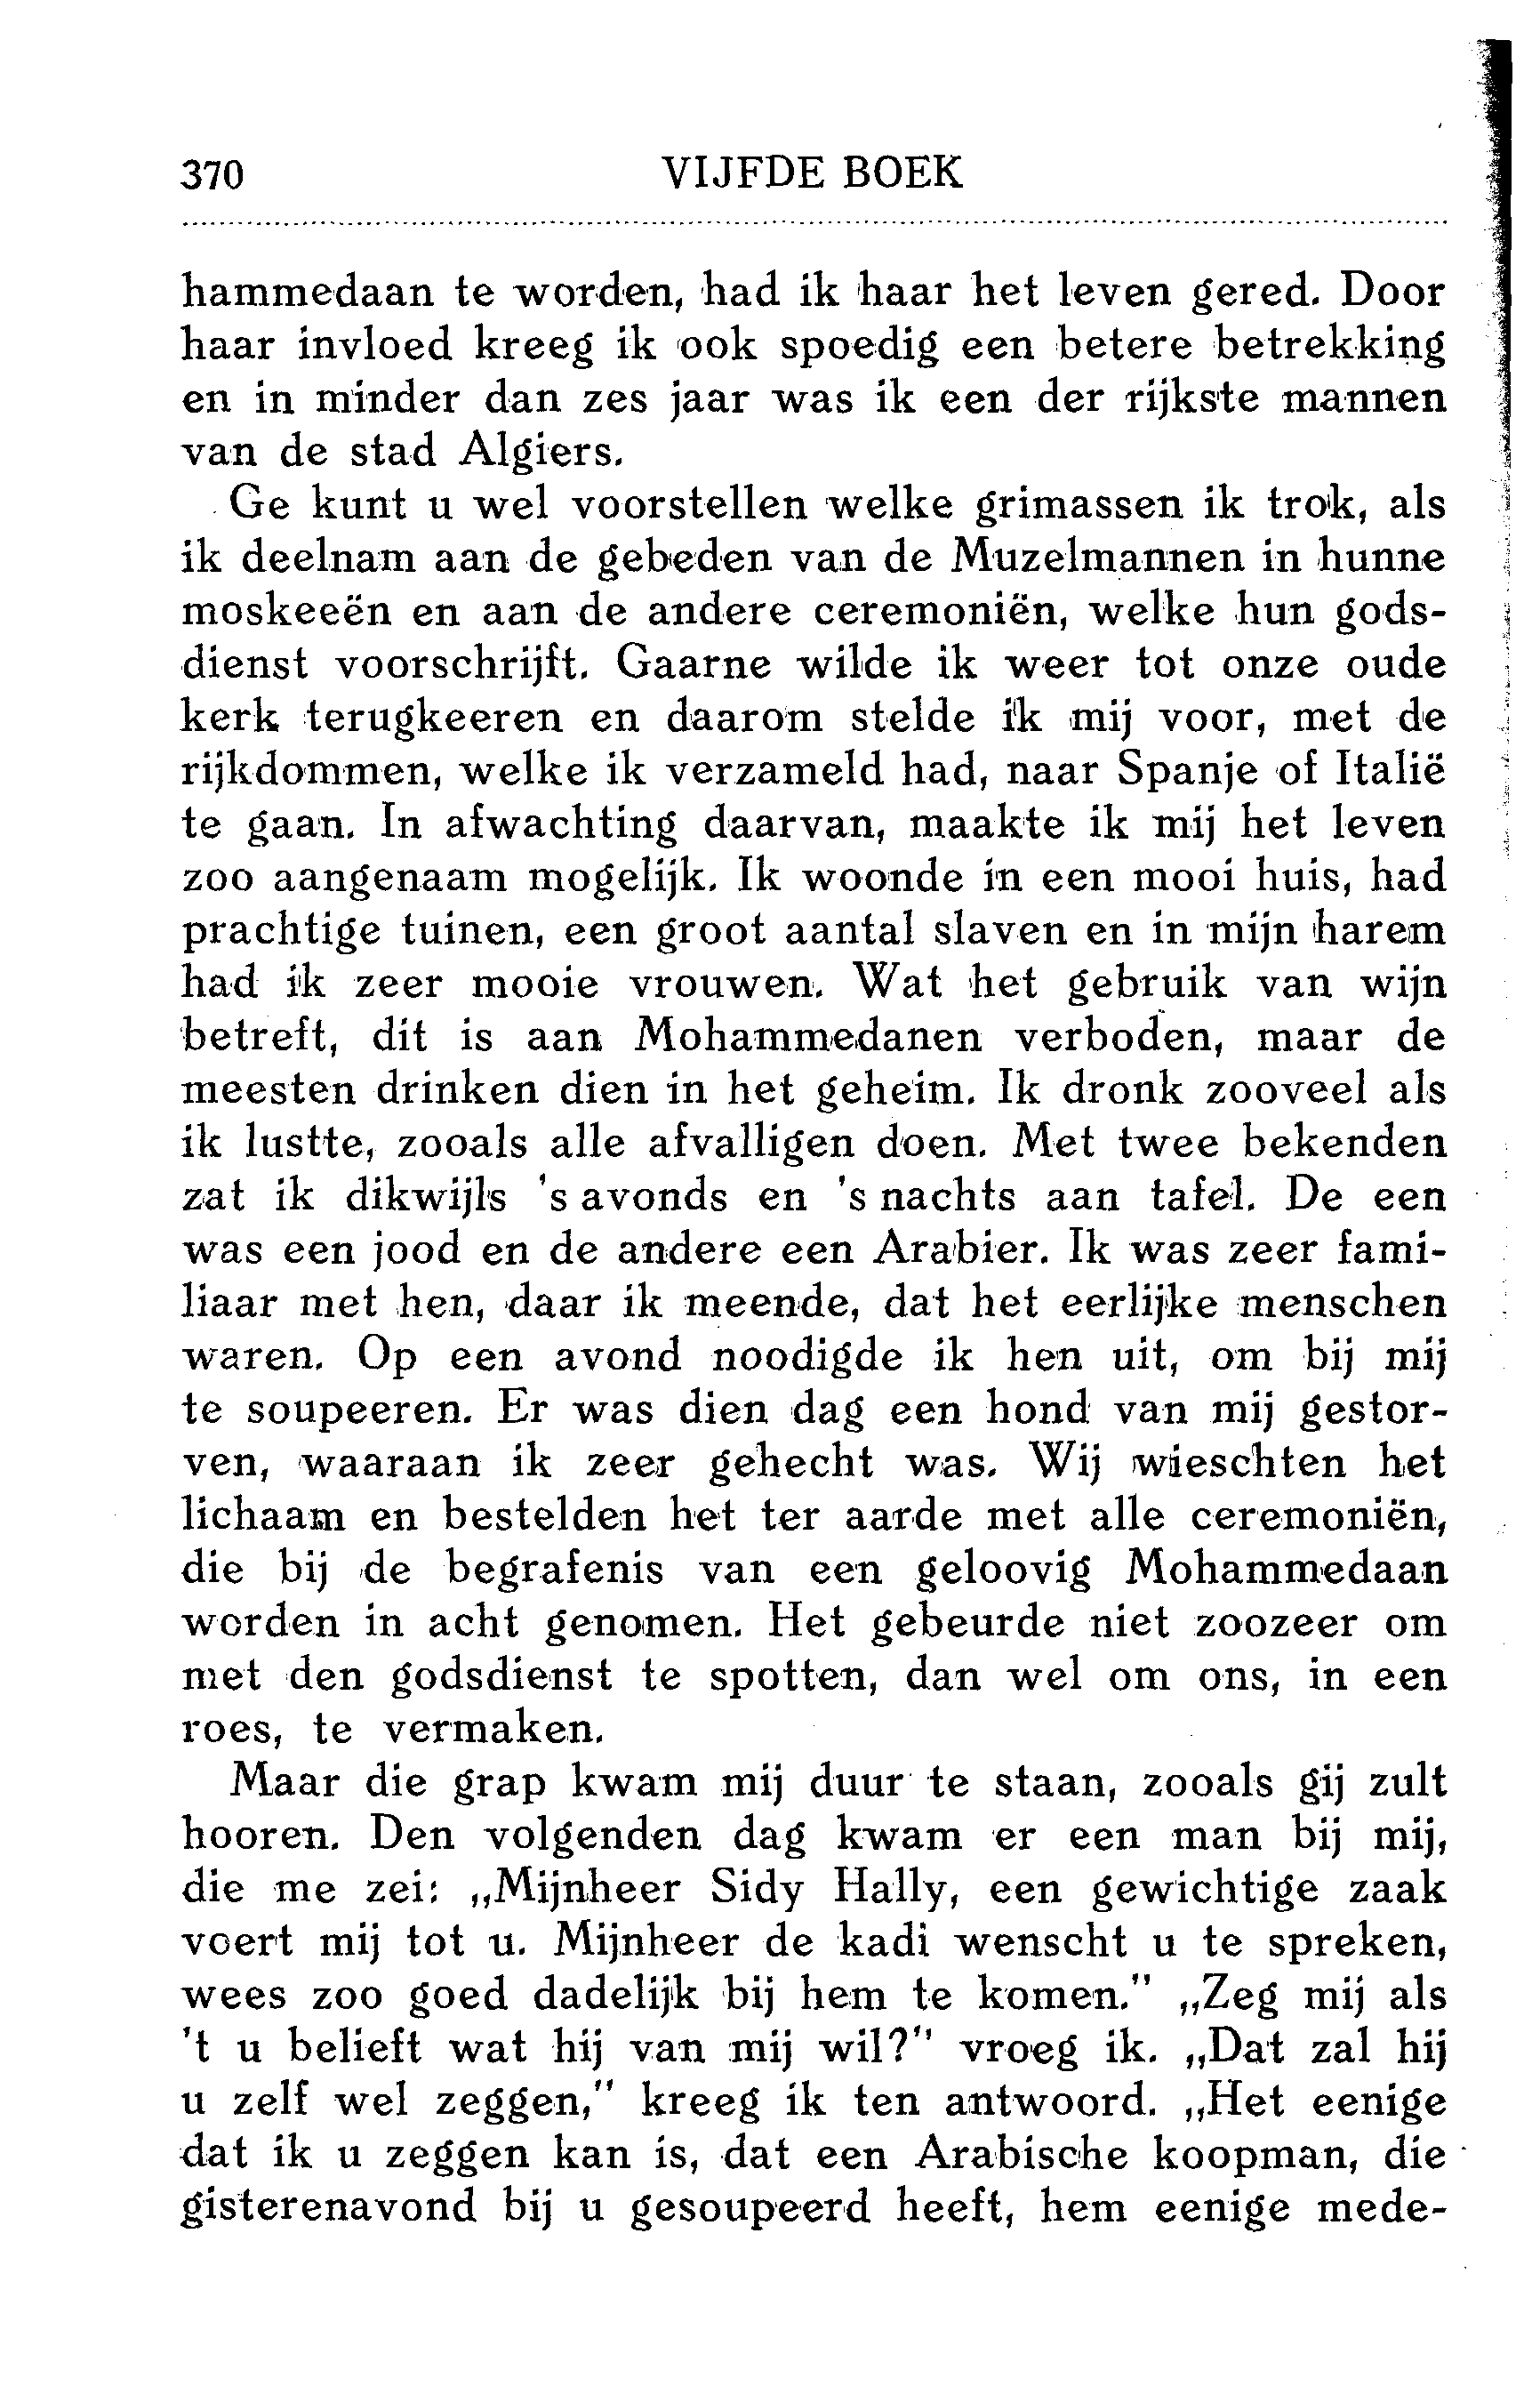 370 VIJFDE BOEK
hammedaan te worden, had ik haar het leven gered. Door
haar invloed kreeg ik ook spoedig een betere betrekking
en in minder dan zes jaar was ik een der rijkste mannen
van de stad Algiers.
Ge kunt u wel voorstellen welke grimassen ik trok, als
ik deelnam aan de gebeden van de Muzelmannen in hunne
moskeeën en aan de andere ceremoniën, welke hun gods-
dienst voorschrijft. Gaarne wilde ik weer tot onze oude
kerk terugkeeren en daarom stelde ik mij voor, met de
rijkdommen, welke ik verzameld had, naar Spanje of Italië
te gaan. In afwachting daarvan, maakte ik mij het leven
zoo aangenaam mogelijk. Ik woonde in een mooi huis, had
prachtige tuinen, een groot aantal slaven en in mijn harem
had ik zeer mooie vrouwen. Wat het gebruik van wijn
betreft, dit is aan Mohammedanen verboden, maar de
meesten drinken dien in het geheim. Ik dronk zooveel als
ik lustte, zooals alle afvalligen doen. Met twee bekenden
zat ik dikwijls 's avonds en 's nachts aan tafel. De een
was een jood en de andere een Arabier. Ik was zeer fami-
liaar met hen, daar ik meende, dat het eerlijke menschen
waren. Op een avond noodigde ik hen uit, om bij mij
te soupeeren. Er was dien dag een hond van mij gestor-
ven, waaraan ik zeer gehecht was. Wij wieschten het
lichaam en bestelden het ter aarde met alle ceremoniën,
die bij de begrafenis van een geloovig Mohammedaan
worden in acht genomen. Het gebeurde niet zoozeer om
met den godsdienst te spotten, dan wel om ons, in een
roes, te vermaken.
Maar die grap kwam mij duur te staan, zooals gij zult
hooren. Den volgenden dag kwam er een man bij mij,
die me zei: „Mijnheer Sidy Hally, een gewichtige zaak
voert mij tot u. Mijnheer de kadi wenscht u te spreken,
wees zoo goed dadelijk bij hem te komen." „Zeg mij als
't u belieft wat hij van mij wil?" vroeg ik. „Dat zal hij
u zelf wel zeggen," kreeg ik ten antwoord. „Het eenige
dat ik u zeggen kan is, dat een Arabische koopman, die
gisterenavond bij u gesoupeerd heeft, hem eenige mede-